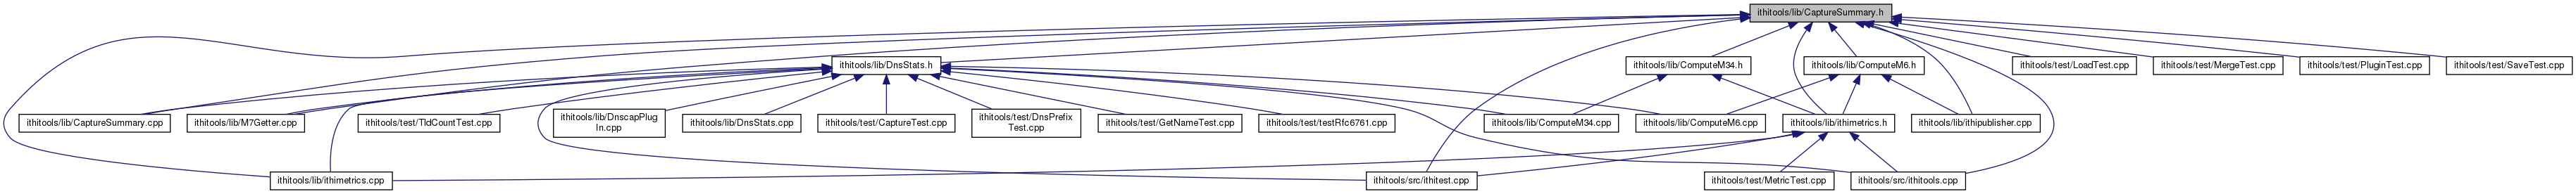 ithitools/lib/CaptureSummary.h
ithitools/lib/DnsStats.h
ithitools/lib/ComputeM34.h
ithitools/lib/ComputeM6.h
ithitools/test/LoadTest.cpp
ithitools/test/MergeTest.cpp
ithitools/test/PluginTest.cpp
ithitools/test/SaveTest.cpp
ithitools/lib/CaptureSummary.cpp
ithitools/lib/M7Getter.cpp
ithitools/test/TldCountTest.cpp
ithitools/lib/DnscapPlug
In.cpp
ithitools/lib/DnsStats.cpp
ithitools/test/CaptureTest.cpp
ithitools/test/DnsPrefix
Test.cpp
ithitools/test/GetNameTest.cpp
ithitools/test/testRfc6761.cpp
ithitools/lib/ComputeM34.cpp
ithitools/lib/ComputeM6.cpp
ithitools/lib/ithimetrics.h
ithitools/lib/ithipublisher.cpp
ithitools/lib/ithimetrics.cpp
ithitools/src/ithitest.cpp
ithitools/test/MetricTest.cpp
ithitools/src/ithitools.cpp